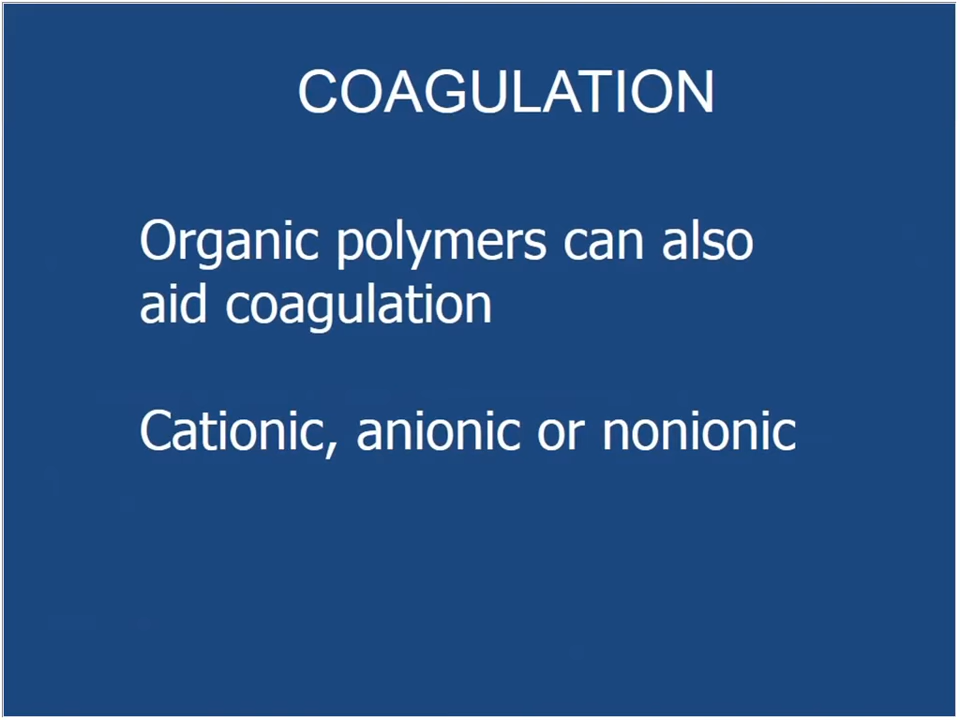 COAGULATION
Organic polymers can also
aid coagulation
Cationic, anionic or nonionic